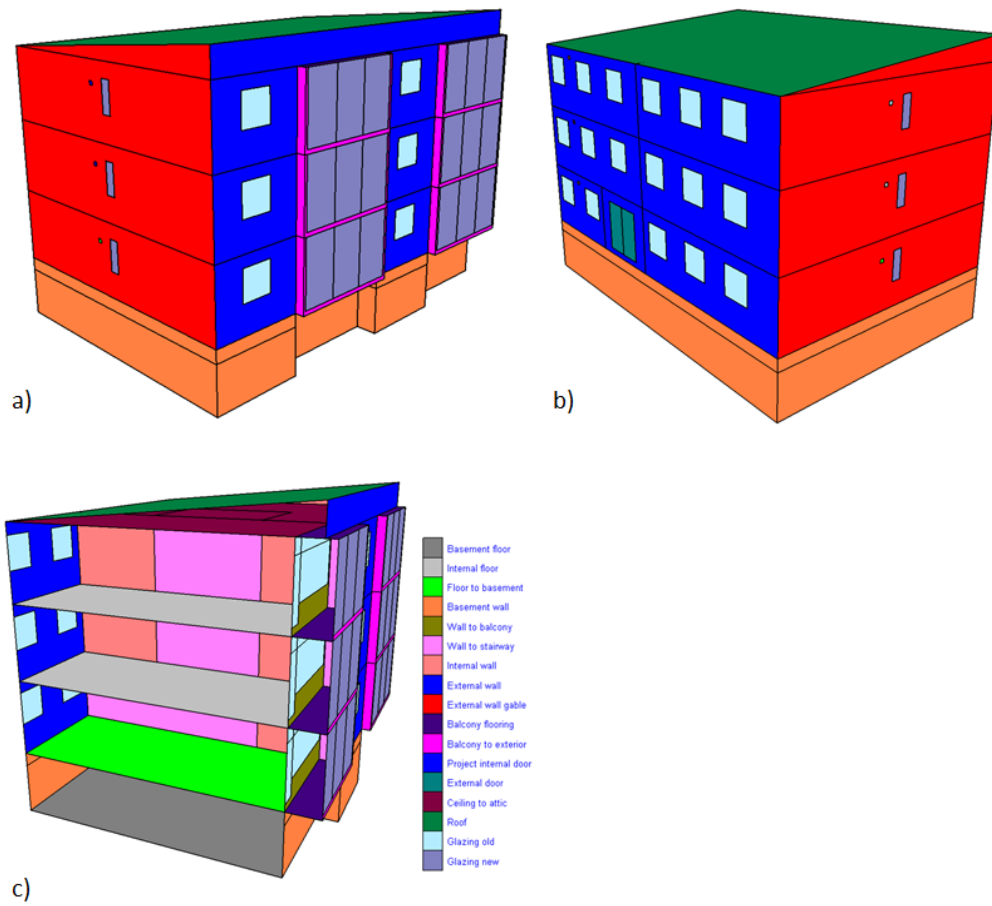 a)
b)
Basement floor
Internal floor
Floor to basement
Basement wall
Wall to balcony
Wall to stairway
Internal wall
External wall
External wall gable
Balcony flooring
Balcony to exterior
Project internal door
External door
Ceiling to attic
Roof
Glazing old
Glazing new
c)